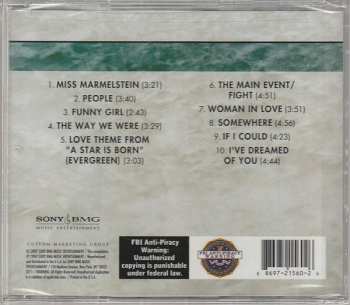 1. MISS MARMELSTEIN (3:21)
2. PEOPLE (3:40)
3. FUNNY GIRL (2:43)
4. THE WAY WE WERE (3:29)
5. LOVE THEME FROM
"A STAR IS BORN"
(EVERGREEN) (3:03)
6. THE MAIN EVENT/
FIGHT (4:51)
7. WOMAN IN LOVE (3:51)
8. SOMEWHERE (4:56)
9. IF I COULD (4:23)
10. I'VE DREAMED
OF YOU (4:44)
SONY BMG
music entertainment
CUSTOM MARKETING GROUP
FBI Anti-Piracy
Warning:
Unauthorized
copying is punishable
under federal law.
8 8697-21560-2